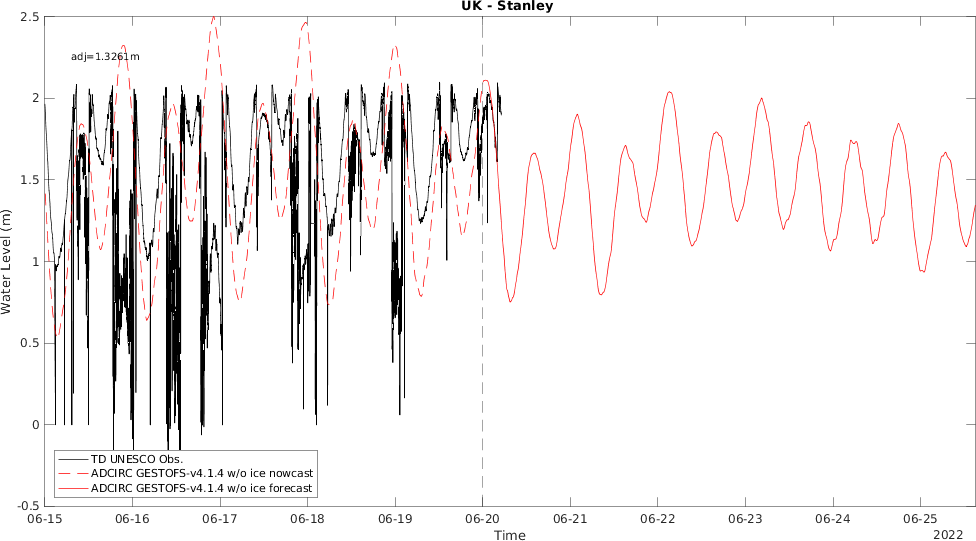 UK - Stanley
adj=1.3261m
2.5
2
1.5
1
0.5
0
-0.5
Water Level (m)
TD UNESCO Obs.
ADCIRC GESTOFS-v4.1.4 w/o ice nowcast
ADCIRC GESTOFS-v4.1.4 w/o ice forecast
06-15 06-16 06-17 06-18 06-19 06-20 06-21 06-22 06-23 06-24 06-25
Time
2022